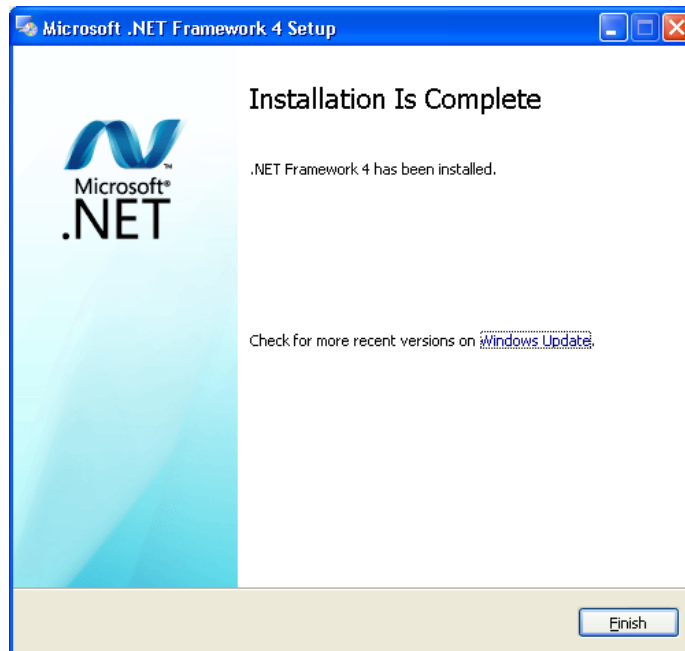 Microsoft .NET Framework 4 Setup
Installation Is Complete
.NET Framework 4 has been installed.
Microsoft®
.NET™
Check for more recent versions on Windows Update.
Finish